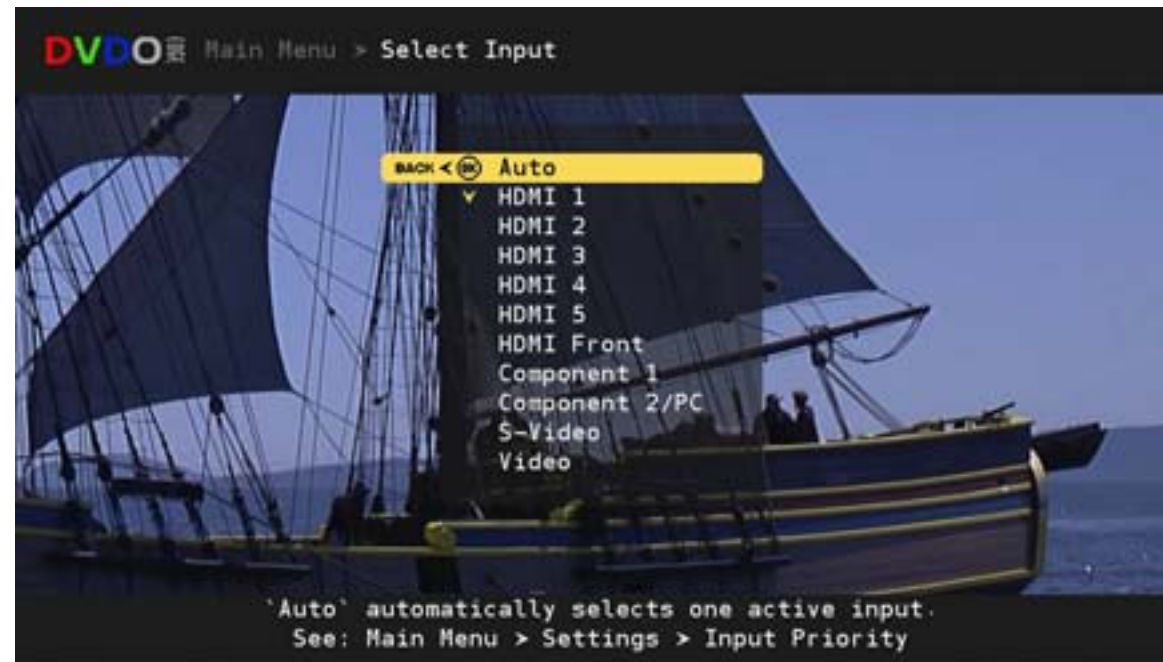 DVDO Main Menu > Select Input
BACK < OK Auto
HDMI 1
HDMI 2
HDMI 3
HDMI 4
HDMI 5
HDMI Front
Component 1
Component 2/PC
S-Video
Video
`Auto` automatically selects one active input.
See: Main Menu > Settings > Input Priority